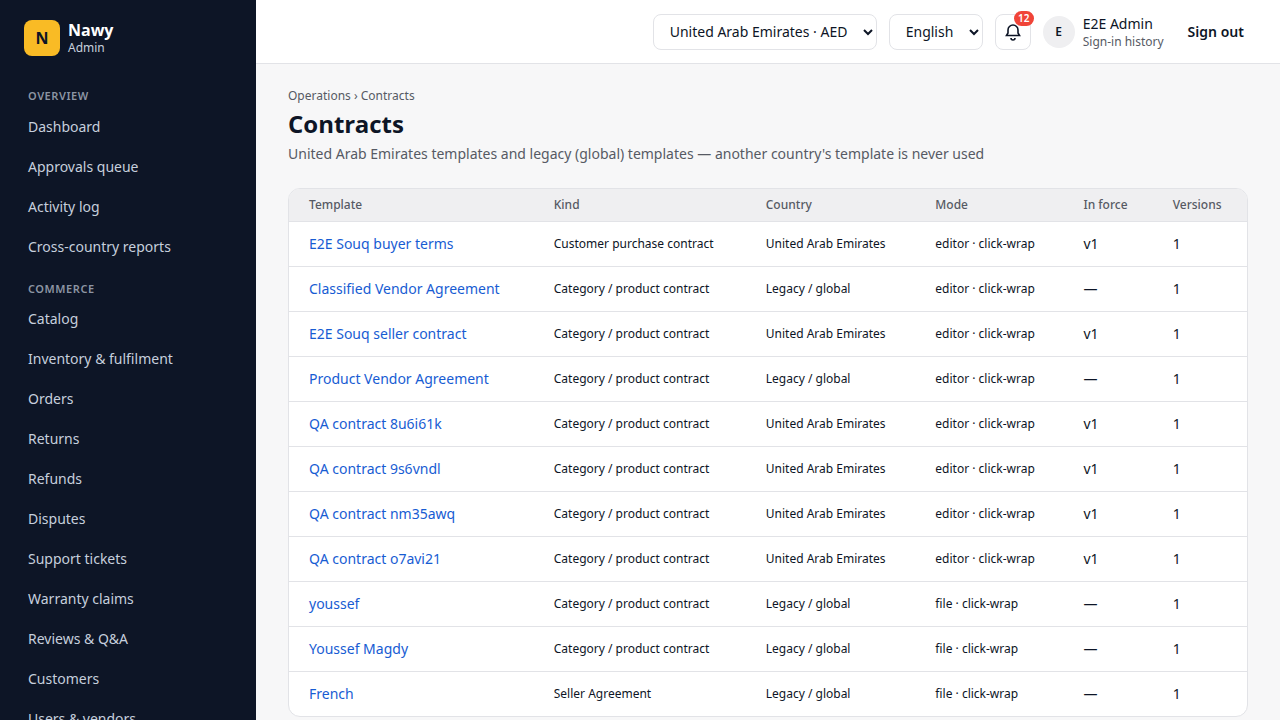 N
Nawy
Admin
OVERVIEW
Dashboard
Approvals queue
Activity log
Cross-country reports
COMMERCE
Catalog
Inventory & fulfilment
Orders
Returns
Refunds
Disputes
Support tickets
Warranty claims
Reviews & Q&A
Customers
Users & vendors
United Arab Emirates · AED
English
12
E
E2E Admin
Sign-in history
Sign out
Operations › Contracts
Contracts
United Arab Emirates templates and legacy (global) templates — another country's template is never used
Template Kind Country Mode In force Versions
E2E Souq buyer terms Customer purchase contract United Arab Emirates editor · click-wrap v1 1
Classified Vendor Agreement Category / product contract Legacy / global editor · click-wrap — 1
E2E Souq seller contract Category / product contract United Arab Emirates editor · click-wrap v1 1
Product Vendor Agreement Category / product contract Legacy / global editor · click-wrap — 1
QA contract 8u6i61k Category / product contract United Arab Emirates editor · click-wrap v1 1
QA contract 9s6vndl Category / product contract United Arab Emirates editor · click-wrap v1 1
QA contract nm35awq Category / product contract United Arab Emirates editor · click-wrap v1 1
QA contract o7avi21 Category / product contract United Arab Emirates editor · click-wrap v1 1
youssef Category / product contract Legacy / global file · click-wrap — 1
Youssef Magdy Category / product contract Legacy / global file · click-wrap — 1
French Seller Agreement Legacy / global file · click-wrap — 1